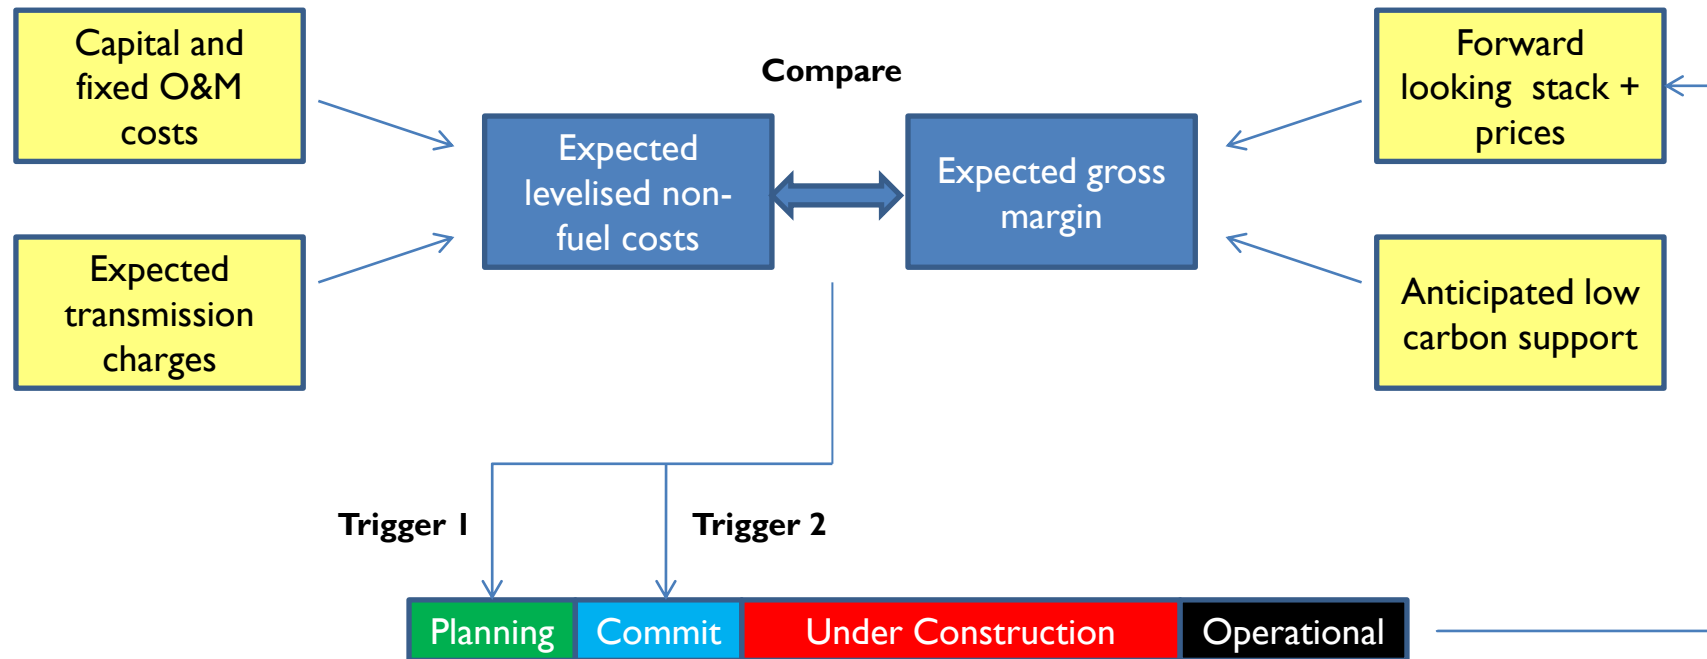 Capital and
fixed O&M
costs
Expected
transmission
charges
Compare
Expected
levelised non-
fuel costs
Expected gross
margin
Forward
looking stack +
prices
Anticipated low
carbon support
Trigger 1
Trigger 2
Planning
Commit
Under Construction
Operational